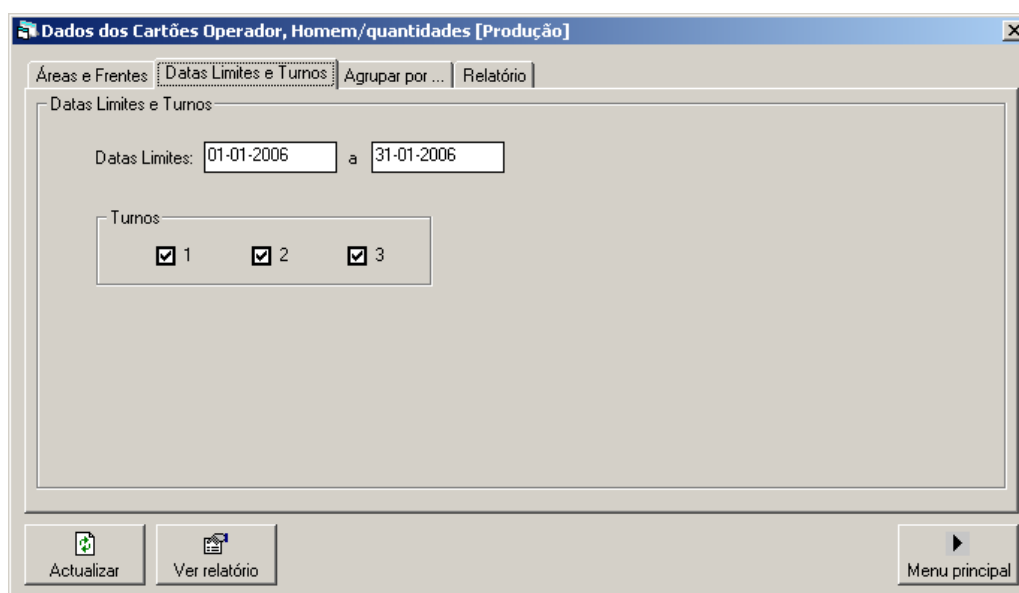 Dados dos Cartões Operador, Homem/quantidades [Produção]
Áreas e Frentes Datas Limites e Turnos Agrupar por ... Relatório
Datas Limites e Turnos
Datas Limites: 01-01-2006 a 31-01-2006
Turnos
1 2 3
Actualizar Ver relatório Menu principal